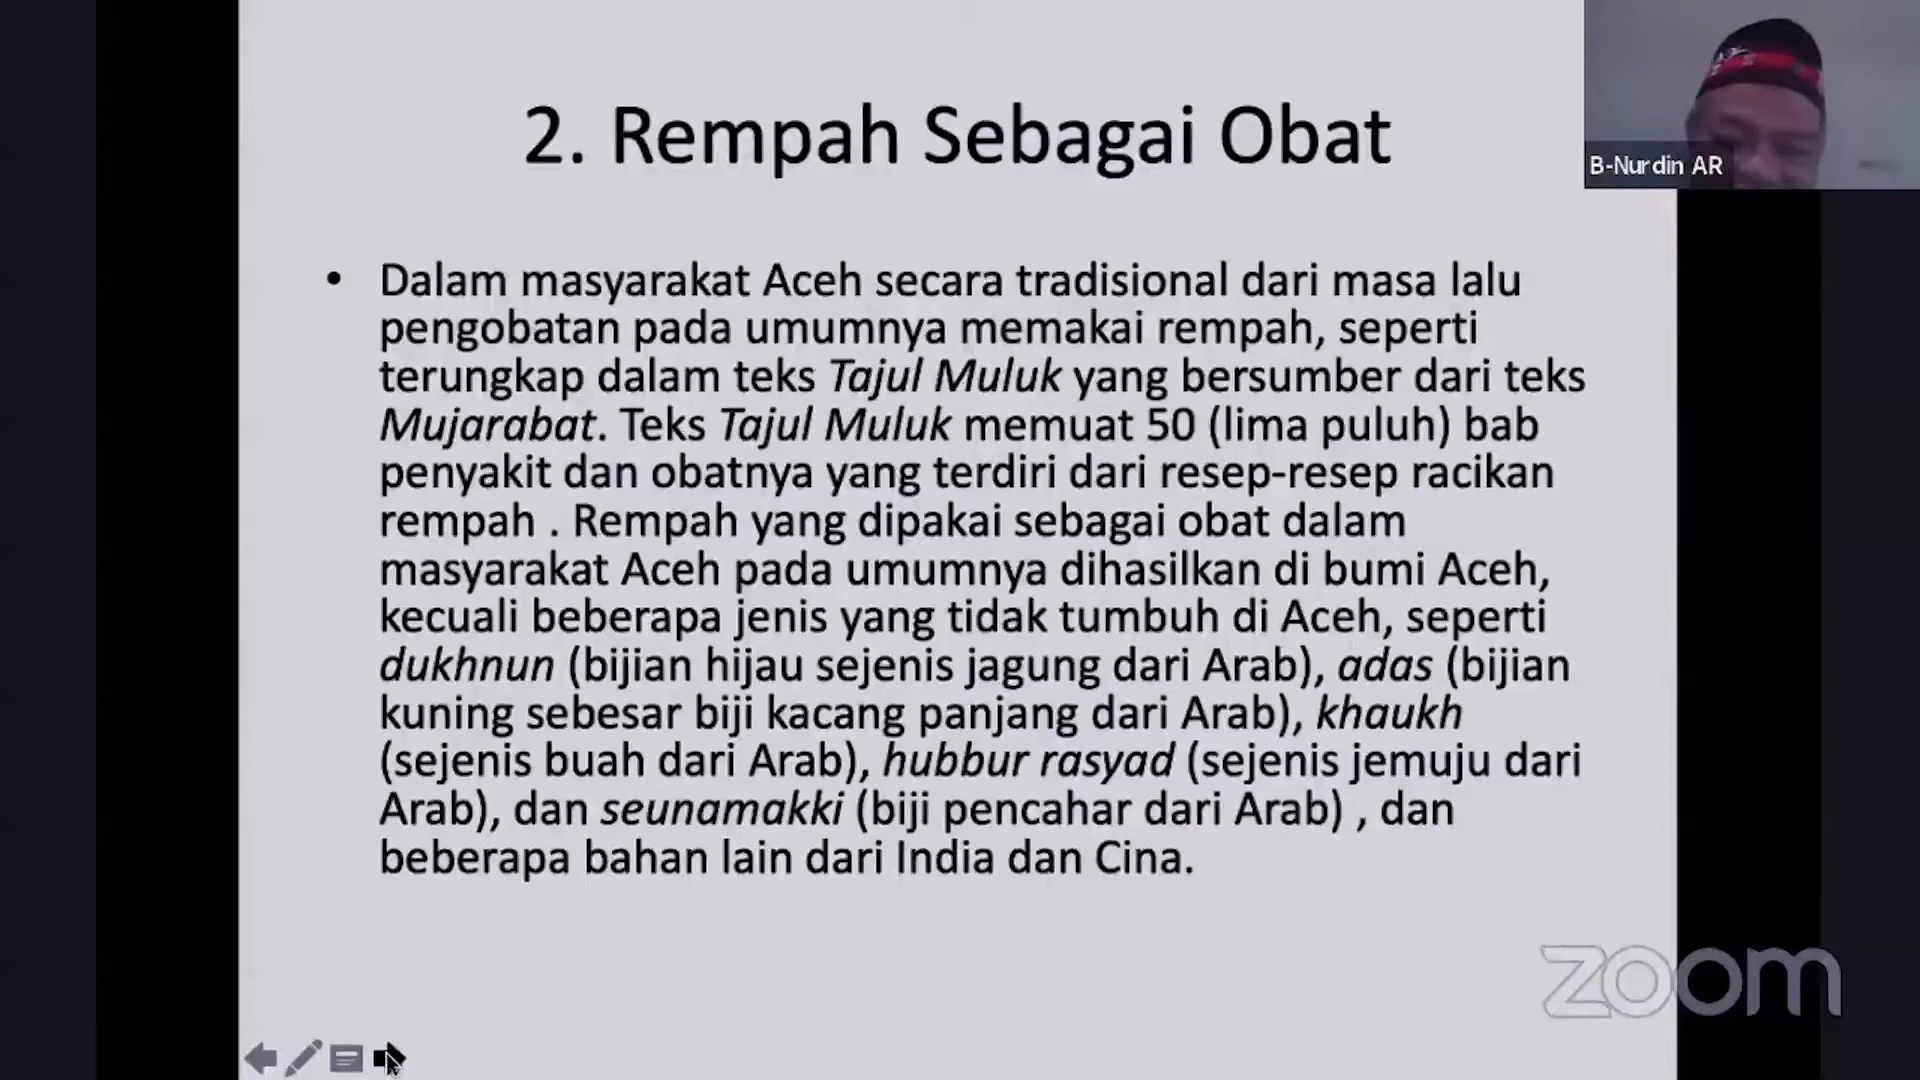 2. Rempah Sebagai Obat
B-Nurdin AR
• Dalam masyarakat Aceh secara tradisional dari masa lalu
pengobatan pada umumnya memakai rempah, seperti
terungkap dalam teks Tajul Muluk yang bersumber dari teks
Mujarabat. Teks Tajul Muluk memuat 50 (lima puluh) bab
penyakit dan obatnya yang terdiri dari resep-resep racikan
rempah . Rempah yang dipakai sebagai obat dalam
masyarakat Aceh pada umumnya dihasilkan di bumi Aceh,
kecuali beberapa jenis yang tidak tumbuh di Aceh, seperti
dukhnun (bijian hijau sejenis jagung dari Arab), adas (bijian
kuning sebesar biji kacang panjang dari Arab), khaukh
(sejenis buah dari Arab), hubbur rasyad (sejenis jemuju dari
Arab), dan seunamakki (biji pencahar dari Arab) , dan
beberapa bahan lain dari India dan Cina.
zoom